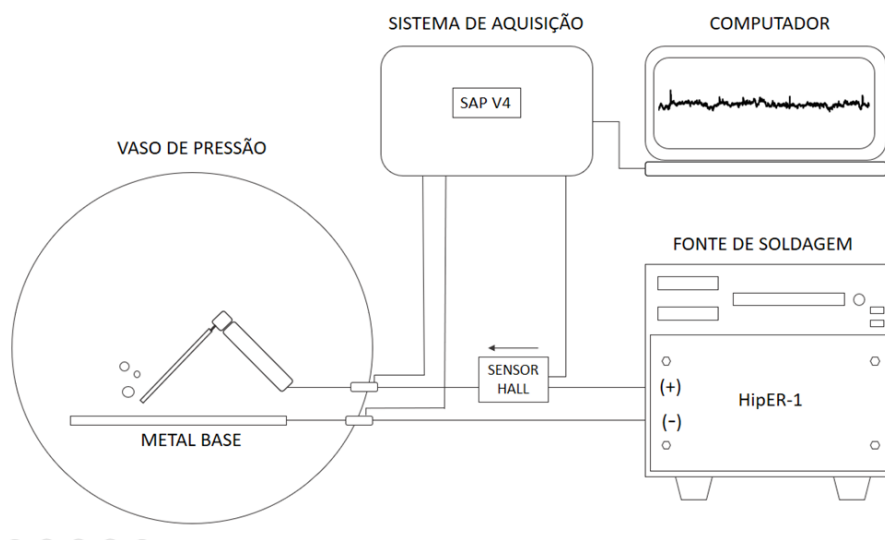 SISTEMA DE AQUISIÇÃO
COMPUTADOR
SAP V4
VASO DE PRESSÃO
FONTE DE SOLDAGEM
SENSOR
HALL
(+)
HipER-1
(-)
METAL BASE